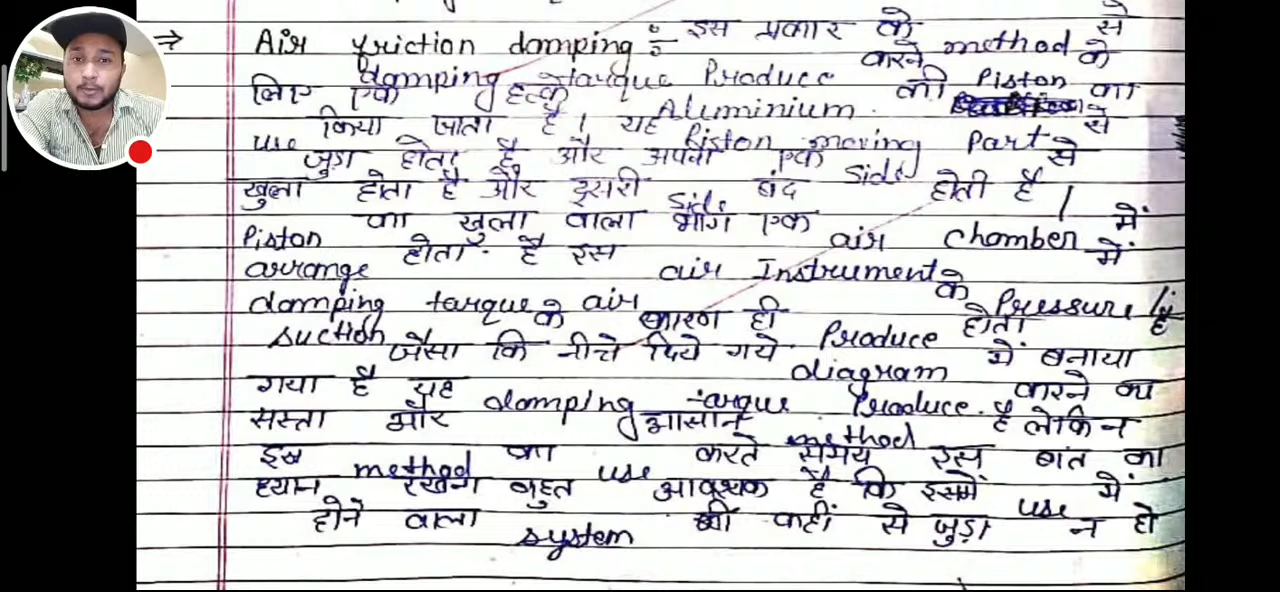 ⇒ Air friction damping :- इस प्रकार के method से
damping tarque Produce करने के
लिए एक हल्के Aluminium की Piston का
use किया जाता है। यह Piston moving Part से
जुड़ा होता है और अपना एक side से
खुला होता है और दूसरी side बंद होती है।
Piston का खुला वाला भाग एक air chamber में
arrange होता है इस air Instrument में
damping tarque air के Pressure /
suction के कारण ही Produce होता है
जैसा कि नीचे दिये गये diagram में बनाया
गया है यह damping tarque Produce करने का
सस्ता और आसान method है लेकिन
इस method का use करते समय इस बात का
ध्यान रखना बहुत आवश्यक है कि इसमें use में
होने वाला system भी कहीं से जुड़ा न हो